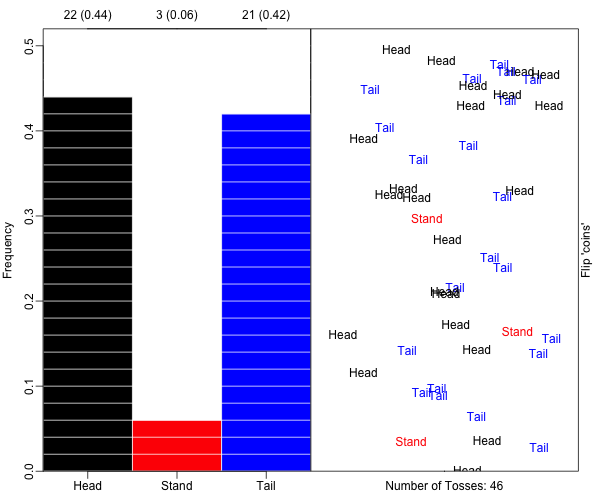 22 (0.44) 3 (0.06) 21 (0.42)
Frequency
0.5
0.4
0.3
0.2
0.1
0.0
Head Stand Tail
Head
Head
Tail
Tail
Head
Head
Tail
Tail
Head
Tail
Head
Tail
Head
Head
Tail
Head
Tail
Tail
Head
Head
Tail
Head
Head
Tail
Stand
Head
Tail
Tail
Tail
Head
Head
Head
Stand
Head
Tail
Tail
Head
Tail
Head
Tail
Tail
Tail
Tail
Stand
Head
Tail
Head
Flip 'coins'
Number of Tosses: 46